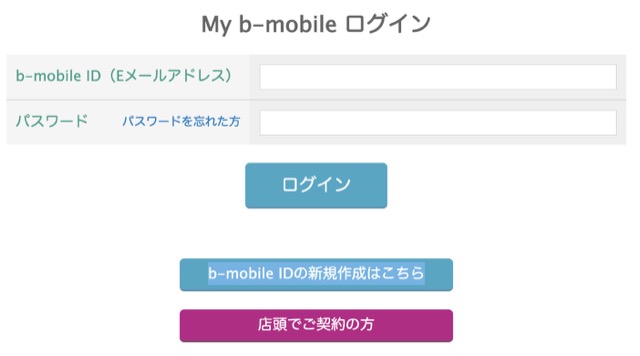 My b-mobile ログイン
b-mobile ID（Eメールアドレス）
パスワード パスワードを忘れた方
ログイン
b-mobile IDの新規作成はこちら
店頭でご契約の方